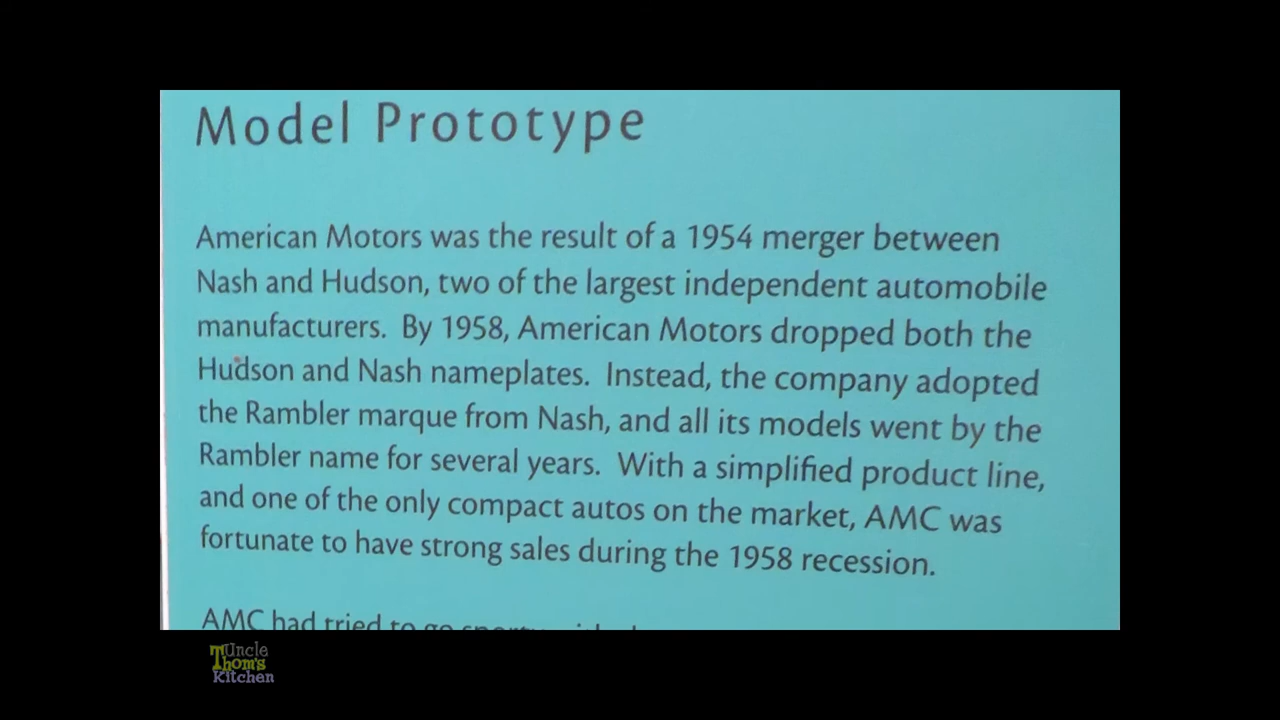 Model Prototype
American Motors was the result of a 1954 merger between
Nash and Hudson, two of the largest independent automobile
manufacturers. By 1958, American Motors dropped both the
Hudson and Nash nameplates. Instead, the company adopted
the Rambler marque from Nash, and all its models went by the
Rambler name for several years. With a simplified product line,
and one of the only compact autos on the market, AMC was
fortunate to have strong sales during the 1958 recession.
AMC had tried to go
Uncle
Thom's
Kitchen